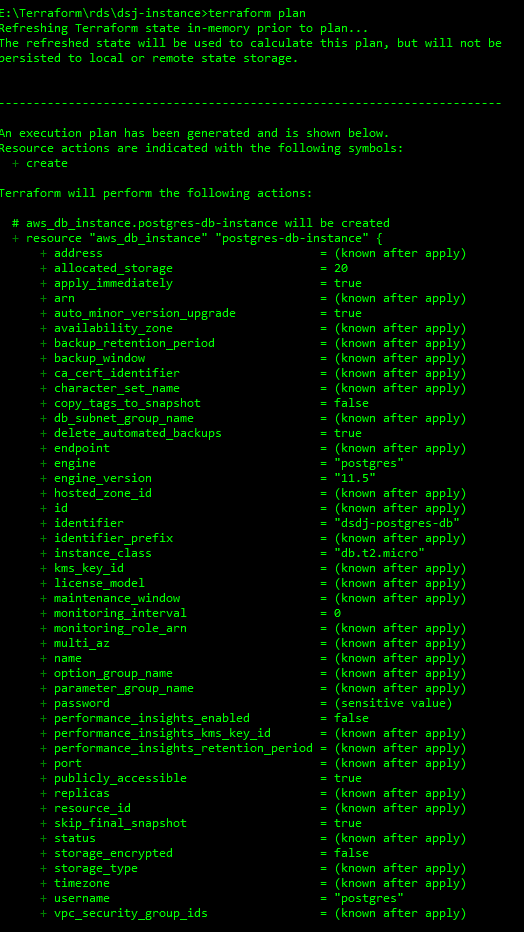 E:\Terraform\rds\dsj-instance>terraform plan
Refreshing Terraform state in-memory prior to plan...
The refreshed state will be used to calculate this plan, but will not be
persisted to local or remote state storage.
------------------------------------------------------------------------
An execution plan has been generated and is shown below.
Resource actions are indicated with the following symbols:
  + create
Terraform will perform the following actions:
  # aws_db_instance.postgres-db-instance will be created
  + resource "aws_db_instance" "postgres-db-instance" {
      + address                               = (known after apply)
      + allocated_storage                     = 20
      + apply_immediately                     = true
      + arn                                   = (known after apply)
      + auto_minor_version_upgrade            = true
      + availability_zone                     = (known after apply)
      + backup_retention_period               = (known after apply)
      + backup_window                         = (known after apply)
      + ca_cert_identifier                    = (known after apply)
      + character_set_name                    = (known after apply)
      + copy_tags_to_snapshot                 = false
      + db_subnet_group_name                  = (known after apply)
      + delete_automated_backups              = true
      + endpoint                              = (known after apply)
      + engine                                = "postgres"
      + engine_version                        = "11.5"
      + hosted_zone_id                        = (known after apply)
      + id                                    = (known after apply)
      + identifier                            = "dsdj-postgres-db"
      + identifier_prefix                     = (known after apply)
      + instance_class                        = "db.t2.micro"
      + kms_key_id                            = (known after apply)
      + license_model                         = (known after apply)
      + maintenance_window                    = (known after apply)
      + monitoring_interval                   = 0
      + monitoring_role_arn                   = (known after apply)
      + multi_az                              = (known after apply)
      + name                                  = (known after apply)
      + option_group_name                     = (known after apply)
      + parameter_group_name                  = (known after apply)
      + password                              = (sensitive value)
      + performance_insights_enabled          = false
      + performance_insights_kms_key_id       = (known after apply)
      + performance_insights_retention_period = (known after apply)
      + port                                  = (known after apply)
      + publicly_accessible                   = true
      + replicas                              = (known after apply)
      + resource_id                           = (known after apply)
      + skip_final_snapshot                   = true
      + status                                = (known after apply)
      + storage_encrypted                     = false
      + storage_type                          = (known after apply)
      + timezone                              = (known after apply)
      + username                              = "postgres"
      + vpc_security_group_ids                = (known after apply)